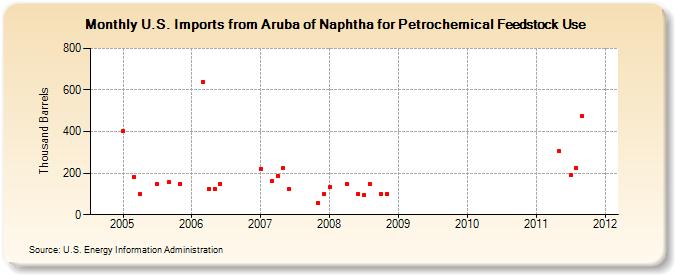 Monthly U.S. Imports from Aruba of Naphtha for Petrochemical Feedstock Use
Thousand Barrels
800
600
400
200
0
2005 2006 2007 2008 2009 2010 2011 2012
Source: U.S. Energy Information Administration